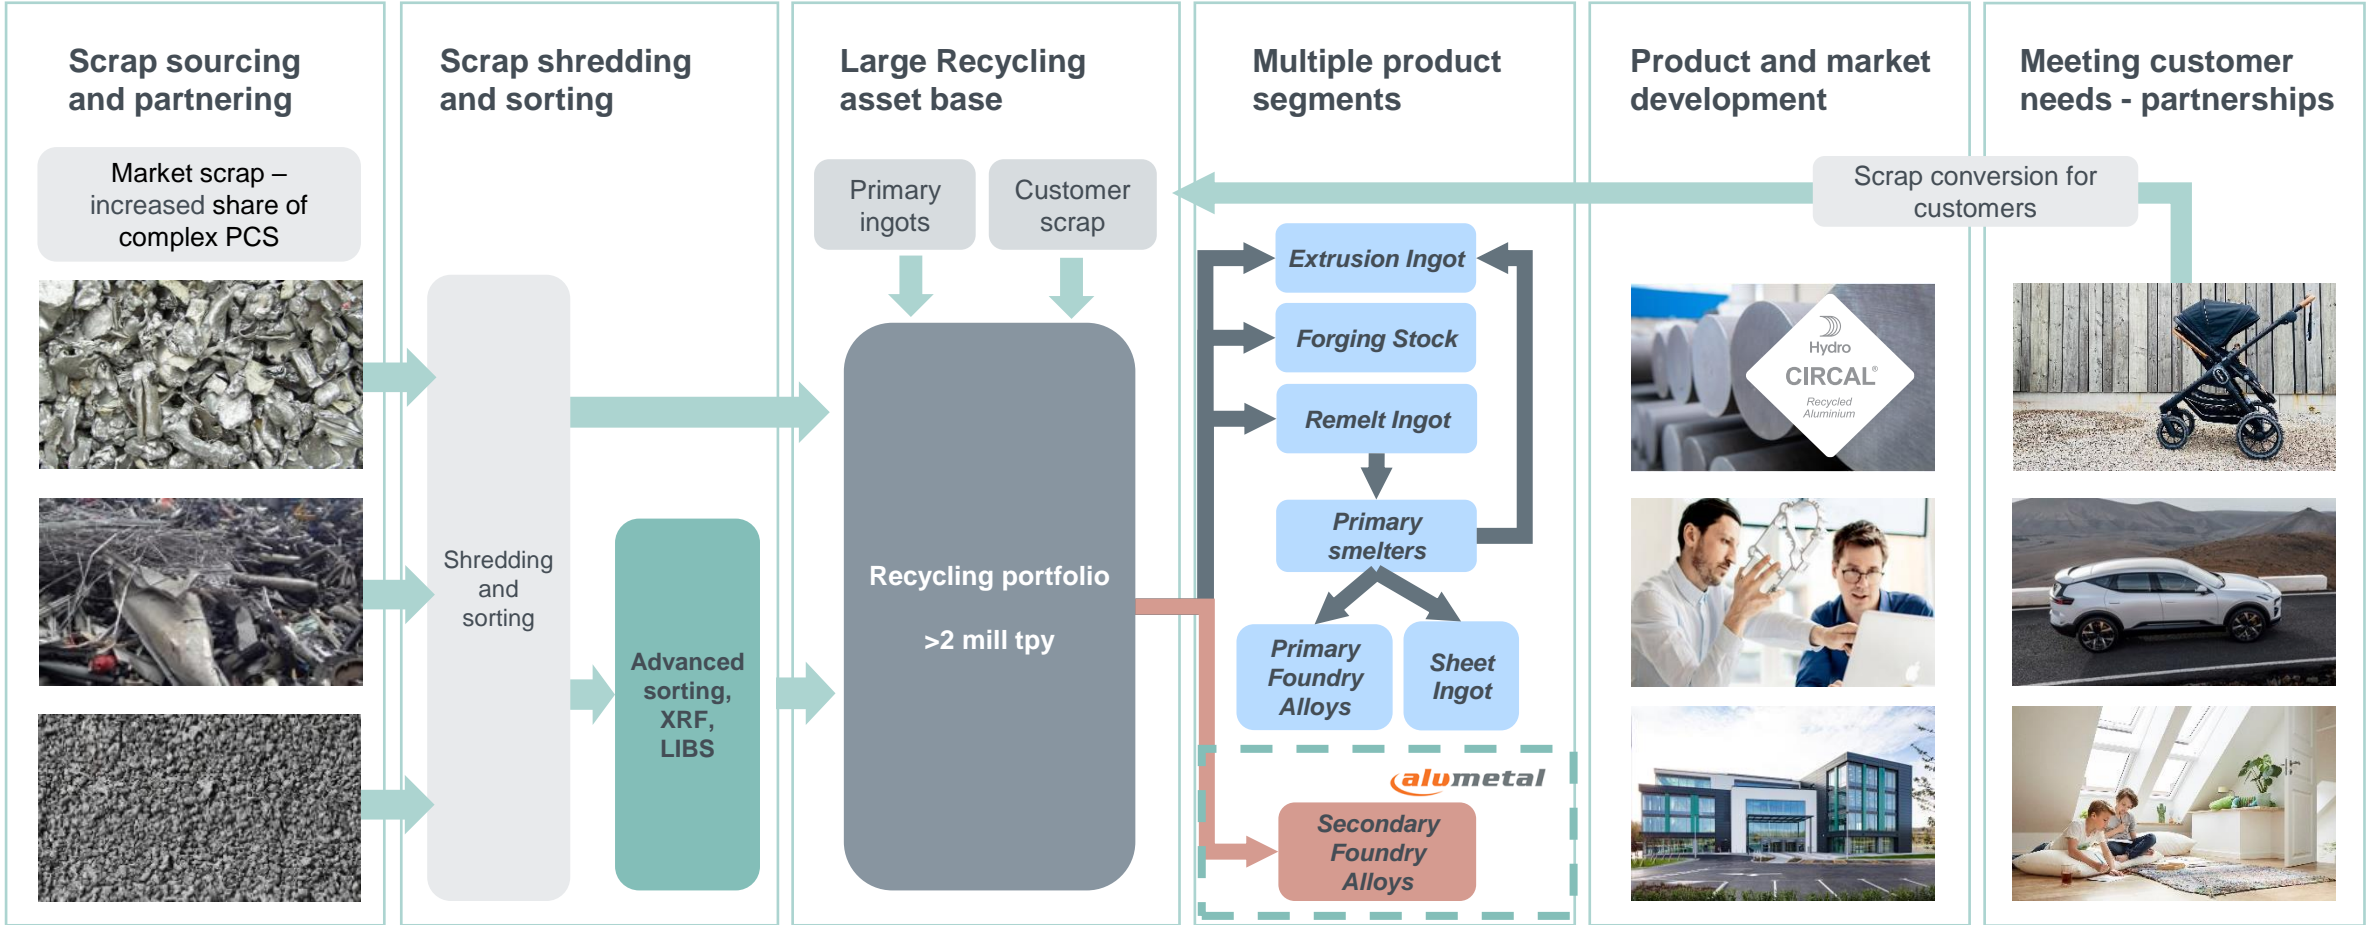 Scrap sourcing
and partnering
Market scrap –
increased share of
complex PCS
Scrap shredding
and sorting
Shredding
and
sorting
Advanced
sorting,
XRF,
LIBS
Large Recycling
asset base
Primary
ingots
Customer
scrap
Recycling portfolio
>2 mill tpy
Multiple product
segments
Extrusion Ingot
Forging Stock
Remelt Ingot
Primary
smelters
Primary
Foundry
Alloys
Sheet
Ingot
alumetal
Secondary
Foundry
Alloys
Product and market
development
Hydro
CIRCAL®
Recycled
Aluminium
Meeting customer
needs - partnerships
Scrap conversion for
customers